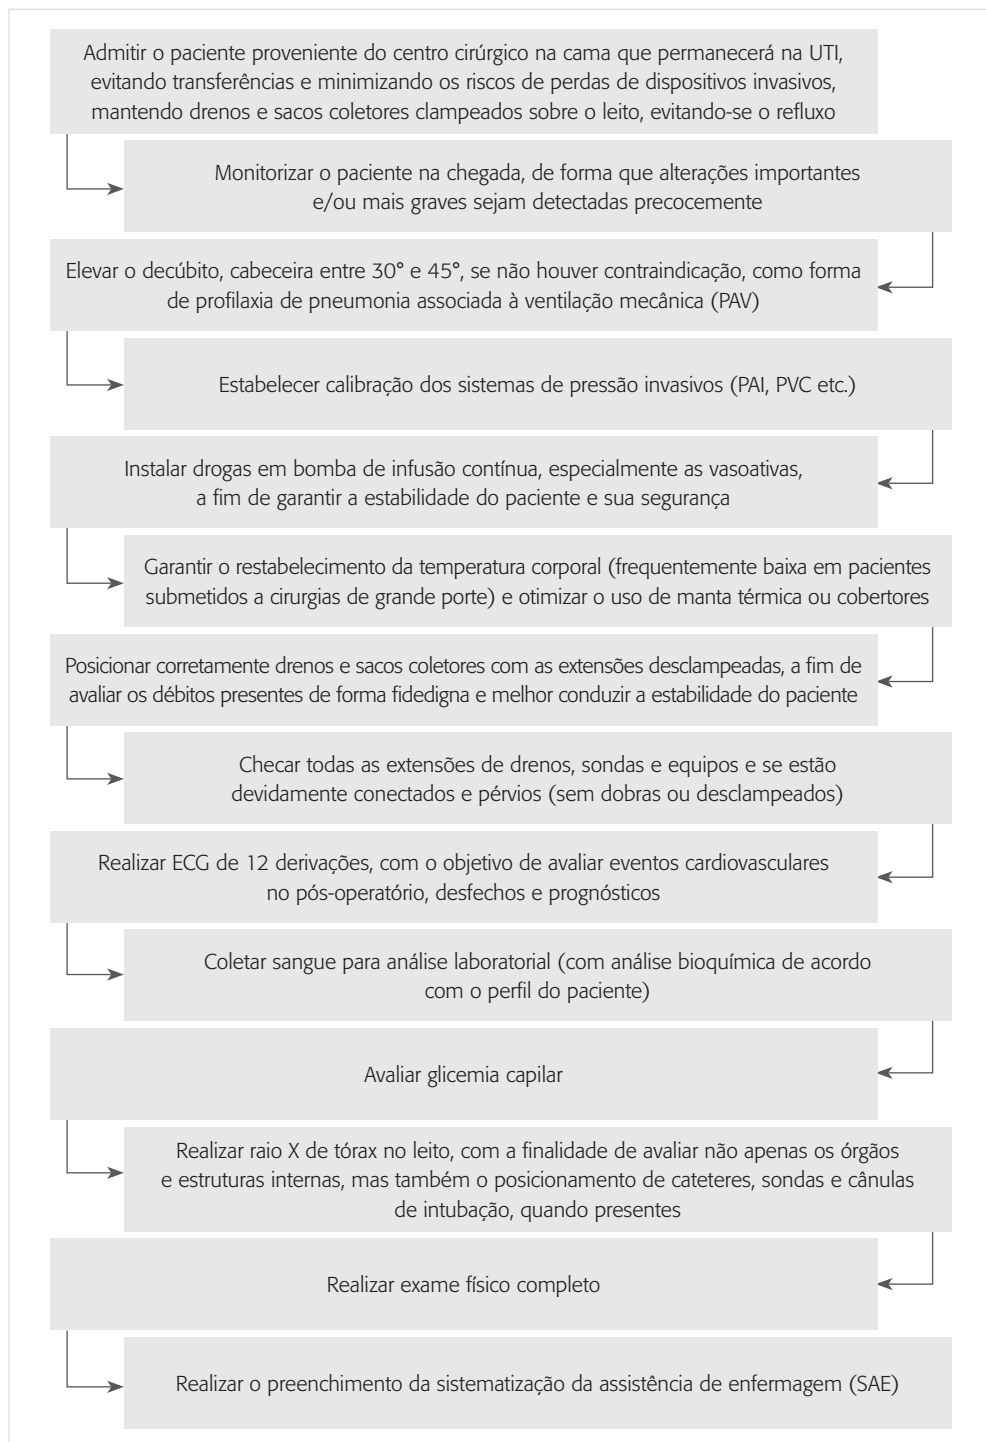 Admitir o paciente proveniente do centro cirúrgico na cama que permanecerá na UTI,
evitando transferências e minimizando os riscos de perdas de dispositivos invasivos,
mantendo drenos e sacos coletores clampeados sobre o leito, evitando-se o refluxo
Monitorizar o paciente na chegada, de forma que alterações importantes
e/ou mais graves sejam detectadas precocemente
Elevar o decúbito, cabeceira entre 30° e 45°, se não houver contraindicação, como forma
de profilaxia de pneumonia associada à ventilação mecânica (PAV)
Estabelecer calibração dos sistemas de pressão invasivos (PAI, PVC etc.)
Instalar drogas em bomba de infusão contínua, especialmente as vasoativas,
a fim de garantir a estabilidade do paciente e sua segurança
Garantir o restabelecimento da temperatura corporal (frequentemente baixa em pacientes
submetidos a cirurgias de grande porte) e otimizar o uso de manta térmica ou cobertores
Posicionar corretamente drenos e sacos coletores com as extensões desclampeadas, a fim de
avaliar os débitos presentes de forma fidedigna e melhor conduzir a estabilidade do paciente
Checar todas as extensões de drenos, sondas e equipos e se estão
devidamente conectados e pérvios (sem dobras ou desclampeados)
Realizar ECG de 12 derivações, com o objetivo de avaliar eventos cardiovasculares
no pós-operatório, desfechos e prognósticos
Coletar sangue para análise laboratorial (com análise bioquímica de acordo
com o perfil do paciente)
Avaliar glicemia capilar
Realizar raio X de tórax no leito, com a finalidade de avaliar não apenas os órgãos
e estruturas internas, mas também o posicionamento de cateteres, sondas e cânulas
de intubação, quando presentes
Realizar exame físico completo
Realizar o preenchimento da sistematização da assistência de enfermagem (SAE)